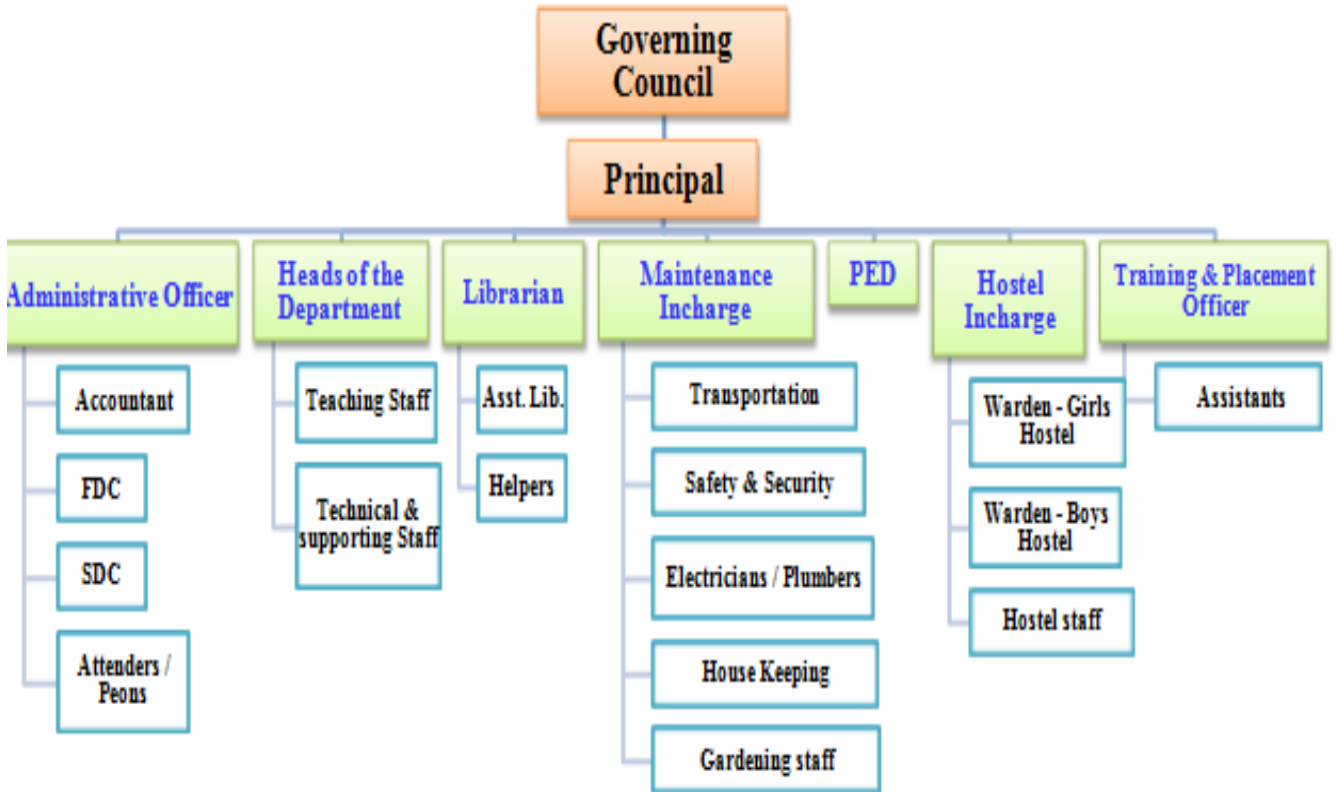 Governing
Council
Principal
Administrative Officer
Heads of the
Department
Librarian
Maintenance
Incharge
PED
Hostel
Incharge
Training & Placement
Officer
Accountant
FDC
SDC
Attenders /
Peons
Teaching Staff
Technical &
supporting Staff
Asst. Lib.
Helpers
Transportation
Safety & Security
Electricians / Plumbers
House Keeping
Gardening staff
Warden - Girls
Hostel
Warden - Boys
Hostel
Hostel staff
Assistants